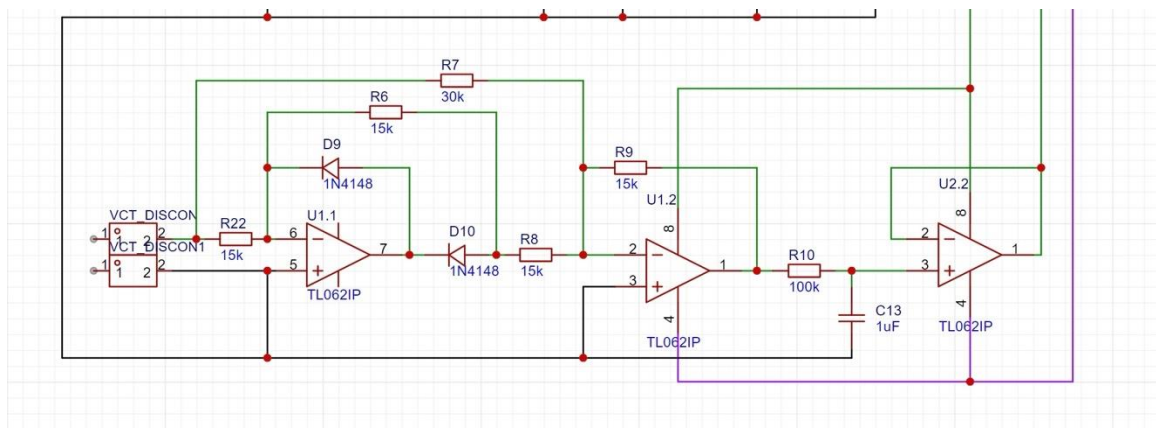 R7
30k
R6
15k
D9
1N4148
R9
15k
U1.2
8
U2.2
8
VCT_DISCON
1
1
2
2
VCT_DISCON1
1
1
2
2
R22
15k
U1.1
6
5
7
TL062IP
D10
1N4148
R8
15k
2
3
1
4
TL062IP
R10
100k
C13
1uF
2
3
1
4
TL062IP